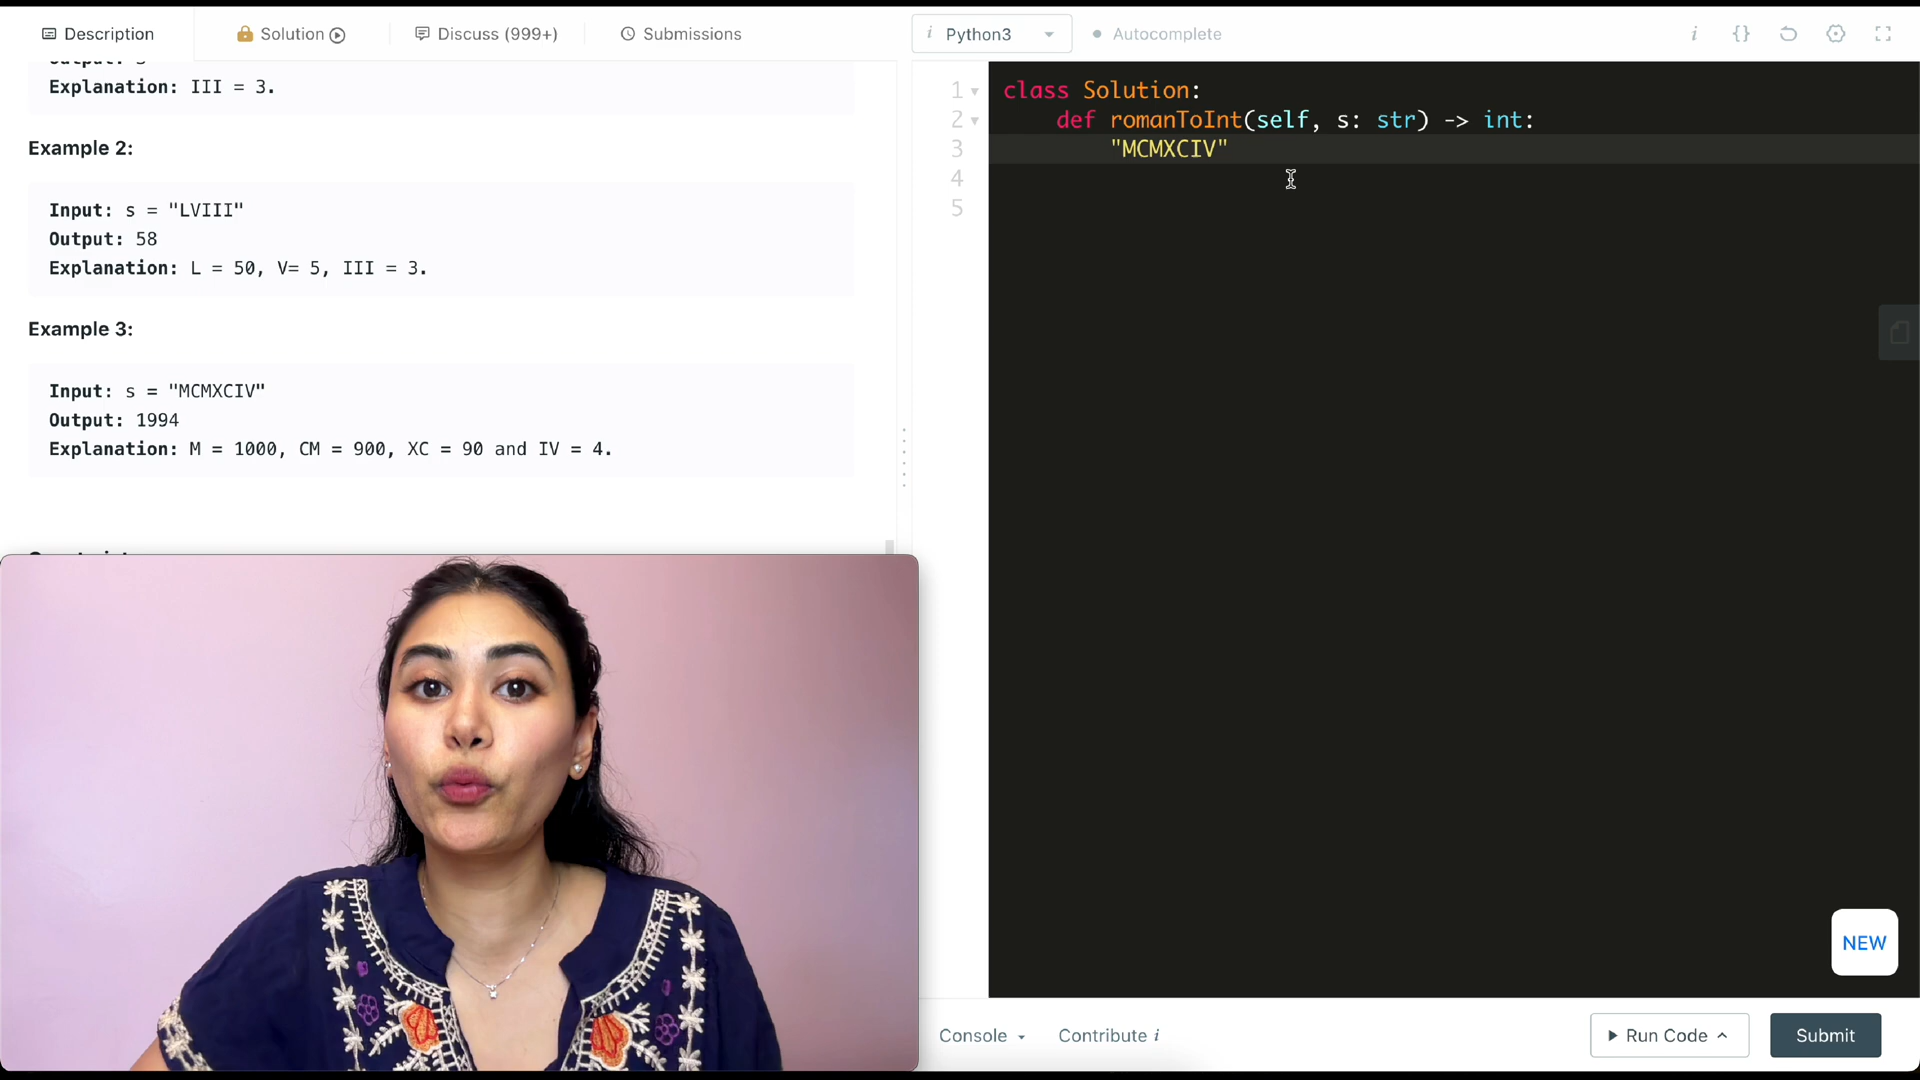 Description
Solution
Discuss (999+)
Submissions
i Python3
Autocomplete
i {}
Explanation: III = 3.
Example 2:
Input: s = "LVIII"
Output: 58
Explanation: L = 50, V= 5, III = 3.
Example 3:
Input: s = "MCMXCIV"
Output: 1994
Explanation: M = 1000, CM = 900, XC = 90 and IV = 4.
1 class Solution:
2 def romanToInt(self, s: str) -> int:
3 "MCMXCIV"
4
5
NEW
Console
Contribute i
Run Code
Submit